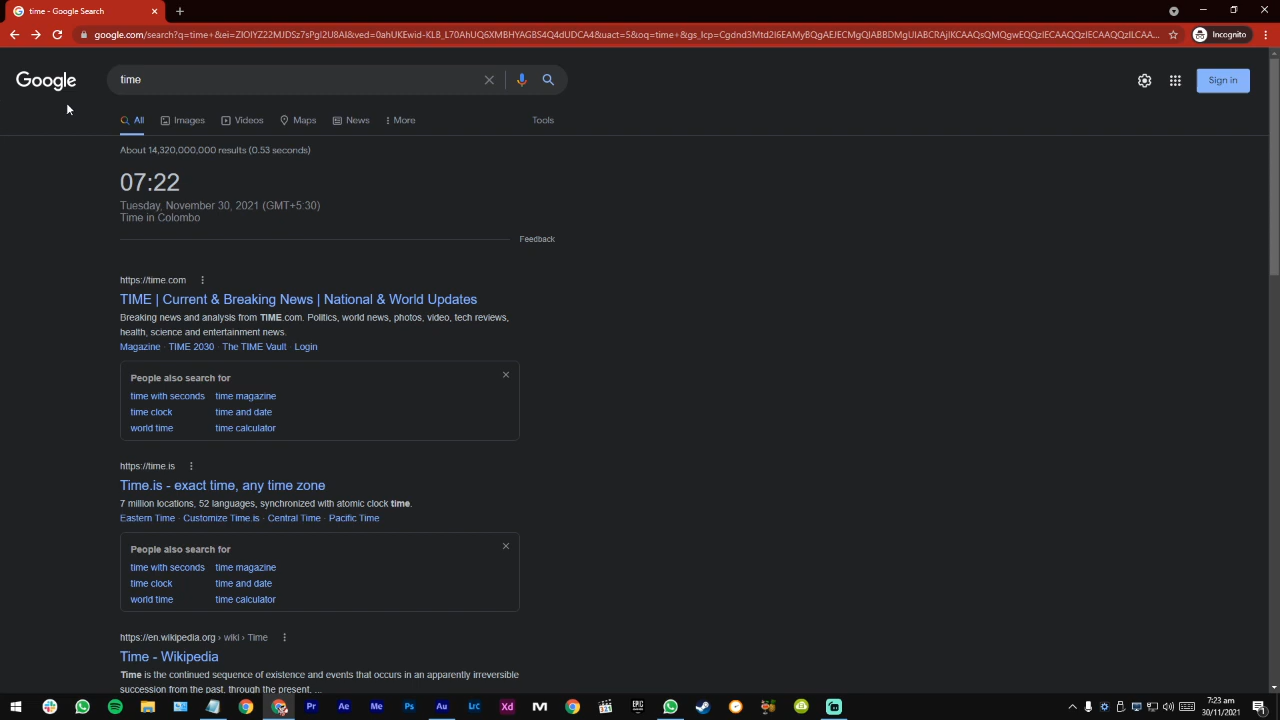 time - Google Search
google.com/search?q=time+&ei=ZIOIYZ22MJDSz7sPgI2U8AI&ved=0ahUKEwid-KLB_L70AhUQ6XMBHYAGBS4Q4dUDCA4&uact=5&oq=time+&gs_lcp=Cgdnd3Mtd2l6EAMyBQgAEJECMgQIABBDMgUIABCRAjIKCAAQsQMQgwEQQzIECAAQQzIECAAQQzILCAA...
Incognito
Google
time
Sign in
All
Images
Videos
Maps
News
More
Tools
About 14,320,000,000 results (0.53 seconds)
07:22
Tuesday, November 30, 2021 (GMT+5:30)
Time in Colombo
Feedback
https://time.com
TIME | Current & Breaking News | National & World Updates
Breaking news and analysis from TIME.com. Politics, world news, photos, video, tech reviews,
health, science and entertainment news.
Magazine · TIME 2030 · The TIME Vault · Login
People also search for
time with seconds time magazine
time clock time and date
world time time calculator
https://time.is
Time.is - exact time, any time zone
7 million locations, 52 languages, synchronized with atomic clock time.
Eastern Time · Customize Time.is · Central Time · Pacific Time
People also search for
time with seconds time magazine
time clock time and date
world time time calculator
https://en.wikipedia.org › wiki › Time
Time - Wikipedia
Time is the continued sequence of existence and events that occurs in an apparently irreversible
succession from the past, through the present, ...
Pr
Ae
Me
Ps
Au
Lrc
Xd
EPIC
7:23 am
30/11/2021